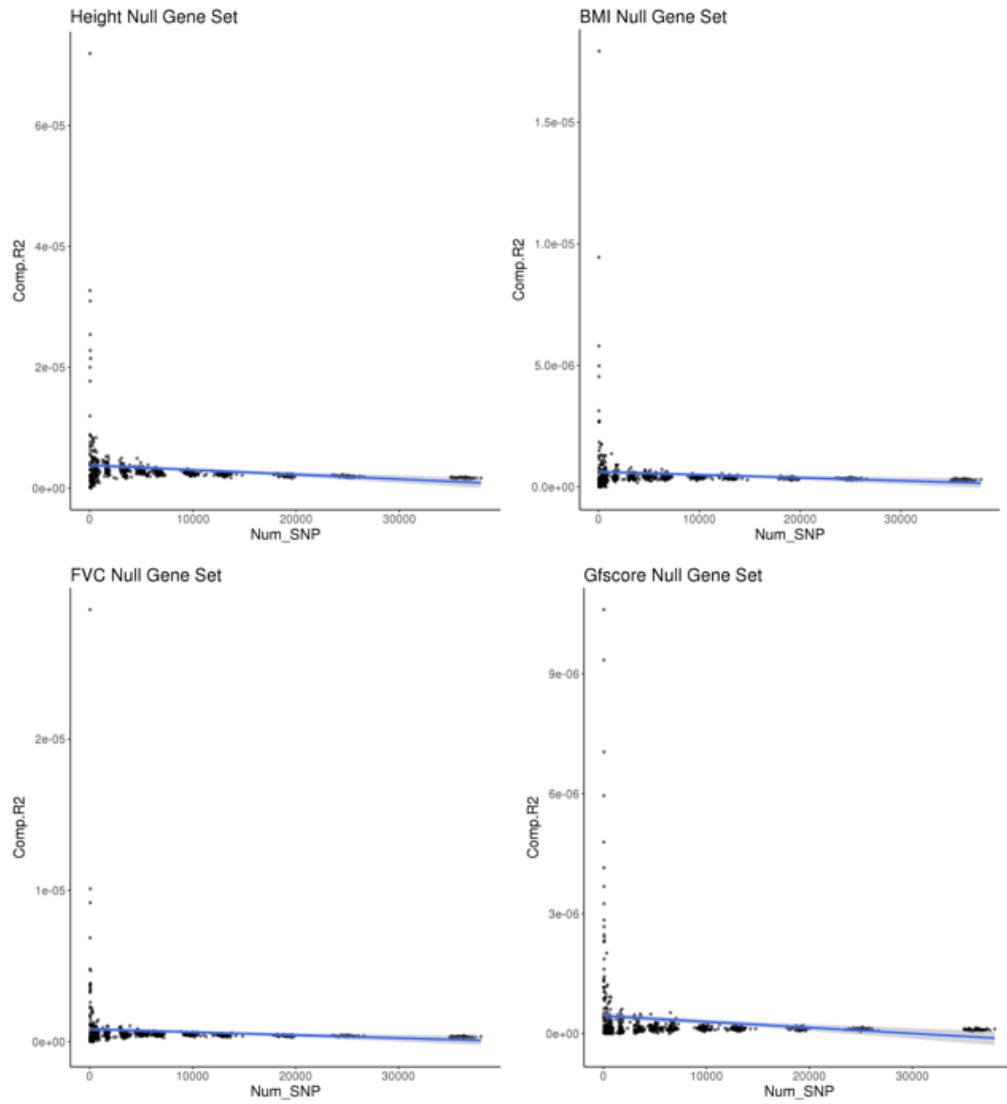 Height Null Gene Set
6e-05
4e-05
2e-05
0e+00
Comp.R2
0 10000 20000 30000
Num_SNP
BMI Null Gene Set
1.5e-05
1.0e-05
5.0e-06
0.0e+00
Comp.R2
0 10000 20000 30000
Num_SNP
FVC Null Gene Set
2e-05
1e-05
0e+00
Comp.R2
0 10000 20000 30000
Num_SNP
Gfscore Null Gene Set
9e-06
6e-06
3e-06
0e+00
Comp.R2
0 10000 20000 30000
Num_SNP